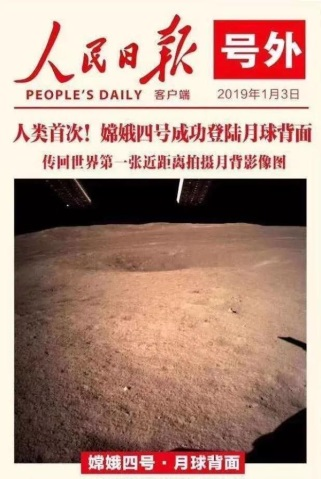 人民日报 号外
PEOPLE'S DAILY 客户端 2019年1月3日
人类首次！嫦娥四号成功登陆月球背面
传回世界第一张近距离拍摄月背影像图
嫦娥四号·月球背面